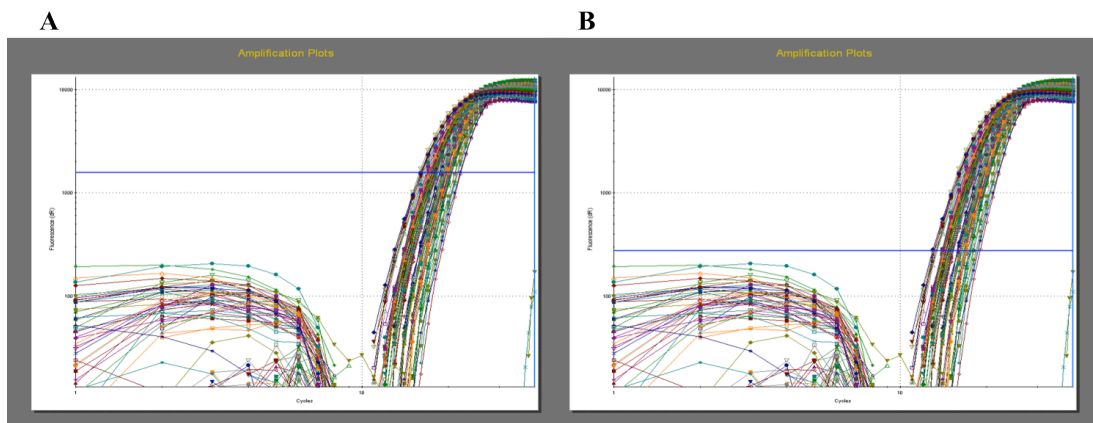 A
B
Amplification Plots
Amplification Plots
10000
1000
100
Fluorescence (dR)
1
10
Cycles
10000
1000
100
Fluorescence (dR)
1
10
Cycles